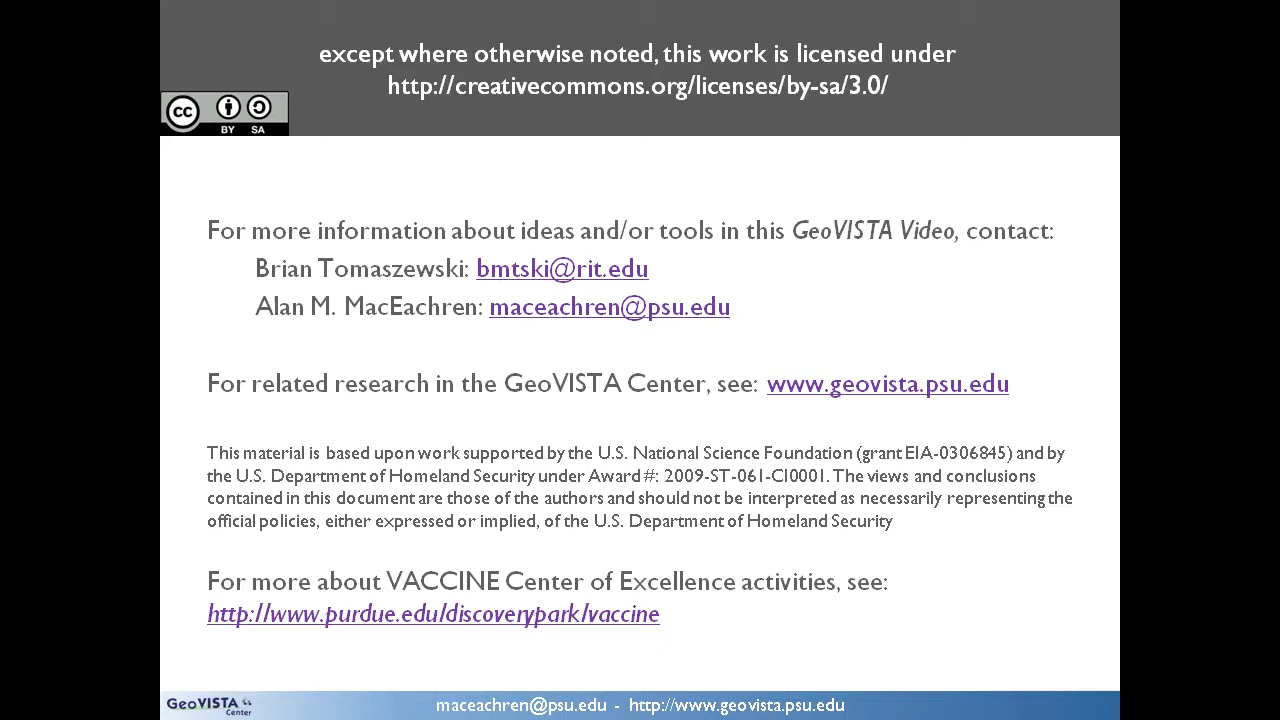 except where otherwise noted, this work is licensed under
http://creativecommons.org/licenses/by-sa/3.0/
cc
BY SA
For more information about ideas and/or tools in this GeoVISTA Video, contact:
Brian Tomaszewski: bmtski@rit.edu
Alan M. MacEachren: maceachren@psu.edu
For related research in the GeoVISTA Center, see: www.geovista.psu.edu
This material is based upon work supported by the U.S. National Science Foundation (grant EIA-0306845) and by
the U.S. Department of Homeland Security under Award #: 2009-ST-061-CI0001. The views and conclusions
contained in this document are those of the authors and should not be interpreted as necessarily representing the
official policies, either expressed or implied, of the U.S. Department of Homeland Security
For more about VACCINE Center of Excellence activities, see:
http://www.purdue.edu/discoverypark/vaccine
GeoVISTA
Center
maceachren@psu.edu - http://www.geovista.psu.edu